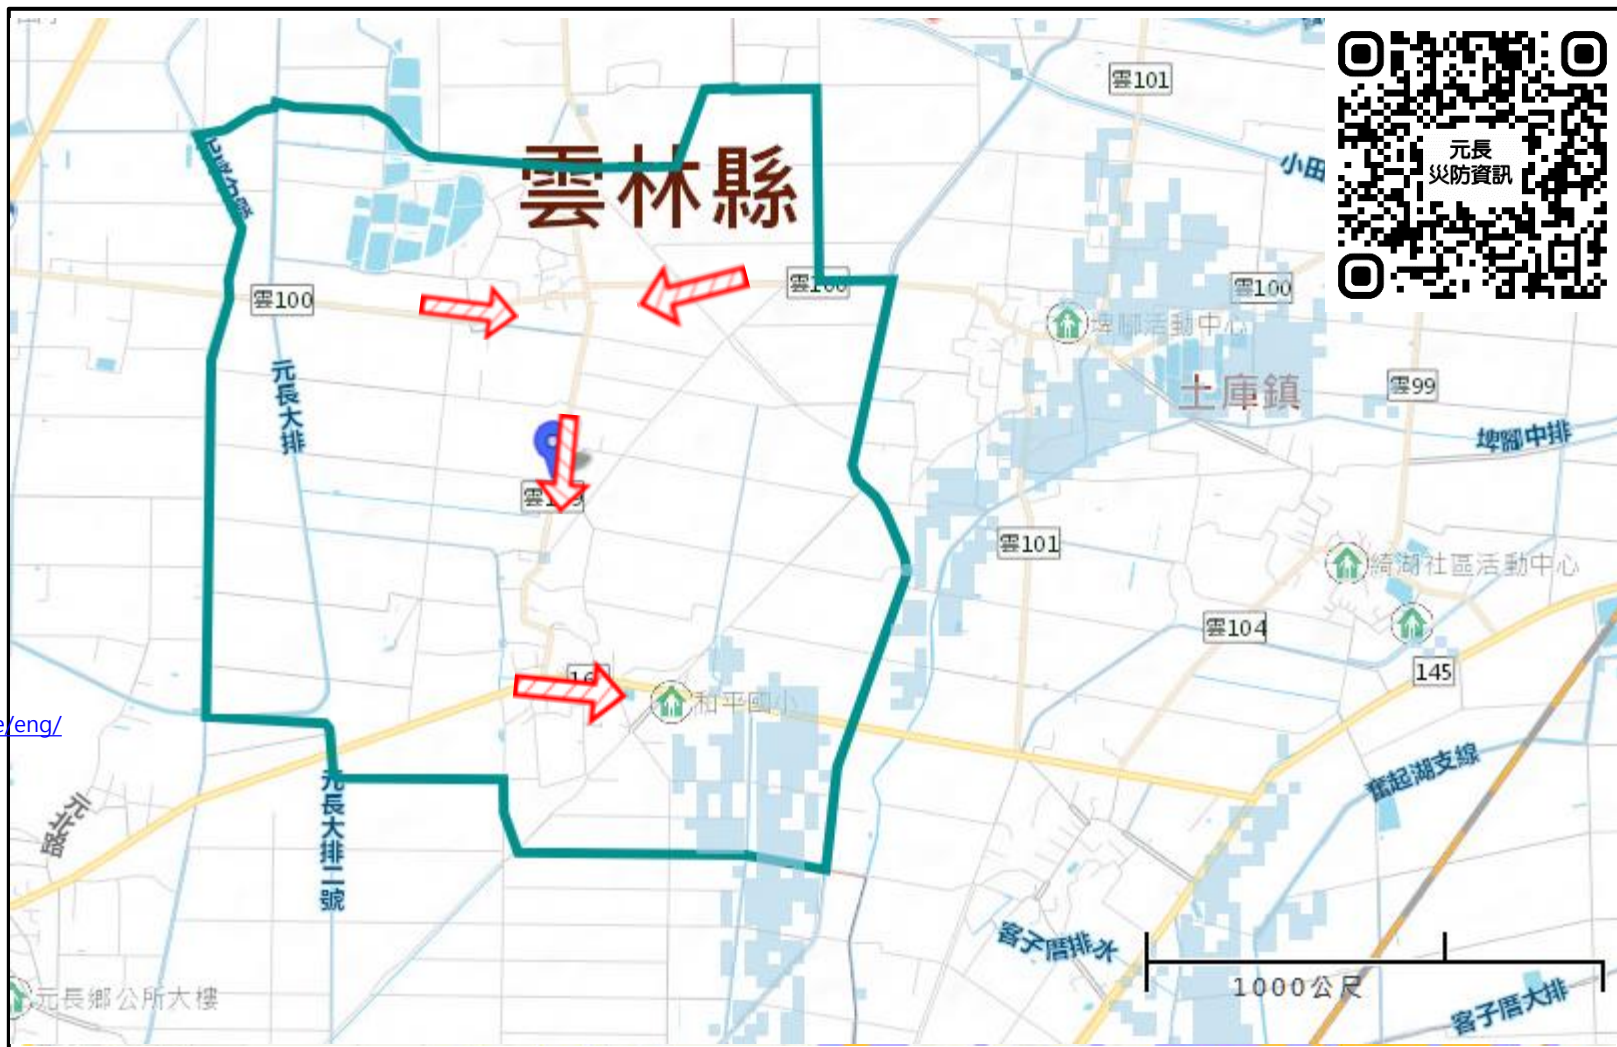 雲101
小田
元長
災防資訊
雲林縣
雲100
雲100
雲100
埤腳活動中心
土庫鎮
雲99
元長大排
埤腳中排
雲101
綺湖社區活動中心
雲104
145
和平國小
e/eng/
奮起湖支線
元北路
元長大排二號
客子厝排水
1000公尺
元長鄉公所大樓
客子厝大排